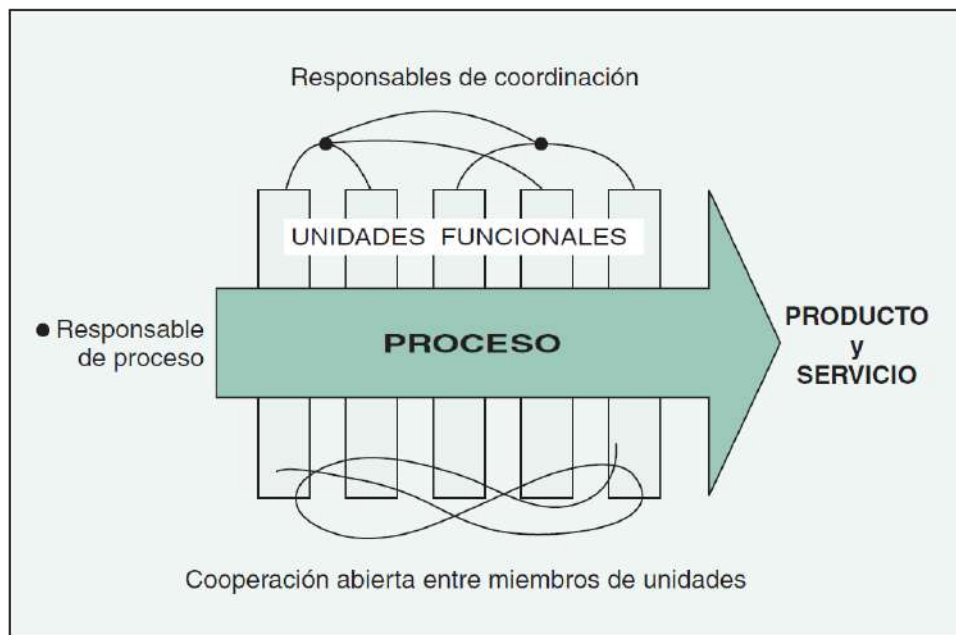 Responsables de coordinación
UNIDADES FUNCIONALES
● Responsable
de proceso
PROCESO
PRODUCTO
y
SERVICIO
Cooperación abierta entre miembros de unidades